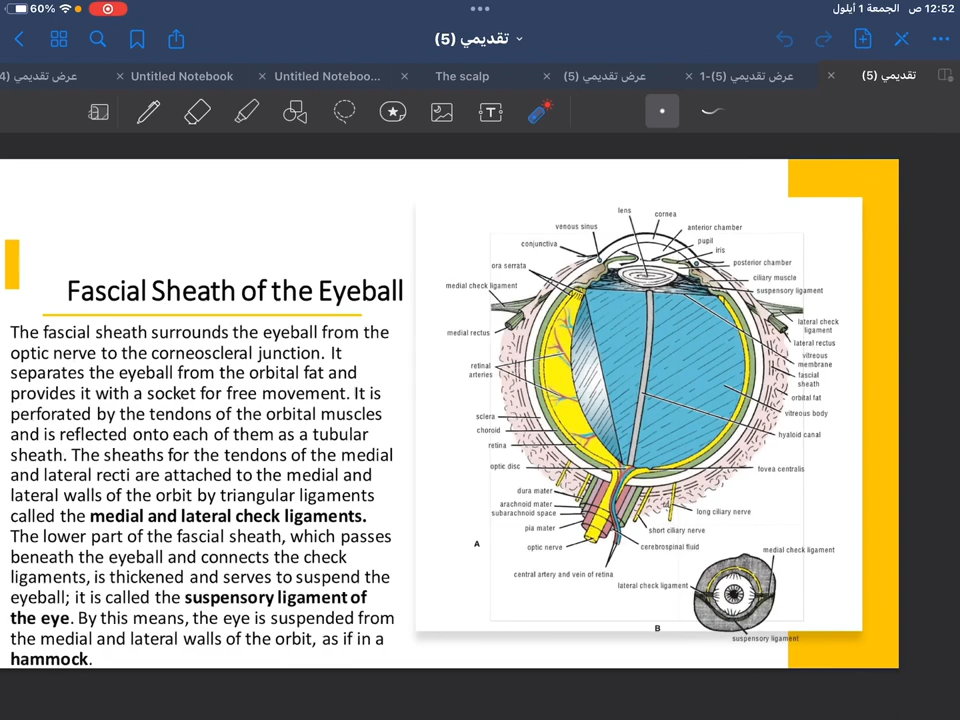 60%
12:52 ص الجمعة 1 أيلول
تقديمي (5)
عرض تقديمي (4
Untitled Notebook
Untitled Noteboo...
The scalp
عرض تقديمي (5)
عرض تقديمي (5)-1
تقديمي (5)
T
Fascial Sheath of the Eyeball
The fascial sheath surrounds the eyeball from the
optic nerve to the corneoscleral junction. It
separates the eyeball from the orbital fat and
provides it with a socket for free movement. It is
perforated by the tendons of the orbital muscles
and is reflected onto each of them as a tubular
sheath. The sheaths for the tendons of the medial
and lateral recti are attached to the medial and
lateral walls of the orbit by triangular ligaments
called the medial and lateral check ligaments.
The lower part of the fascial sheath, which passes
beneath the eyeball and connects the check
ligaments, is thickened and serves to suspend the
eyeball; it is called the suspensory ligament of
the eye. By this means, the eye is suspended from
the medial and lateral walls of the orbit, as if in a
hammock.
lens
cornea
venous sinus
anterior chamber
conjunctiva
pupil
iris
ora serrata
posterior chamber
ciliary muscle
medial check ligament
suspensory ligament
lateral check
ligament
medial rectus
lateral rectus
vitreous
membrane
retinal
arteries
fascial
sheath
orbital fat
vitreous body
sclera
choroid
hyaloid canal
retina
optic disc
fovea centralis
dura mater
arachnoid mater
subarachnoid space
long ciliary nerve
pia mater
short ciliary nerve
optic nerve
cerebrospinal fluid
A
medial check ligament
central artery and vein of retina
lateral check ligament
B
suspensory ligament